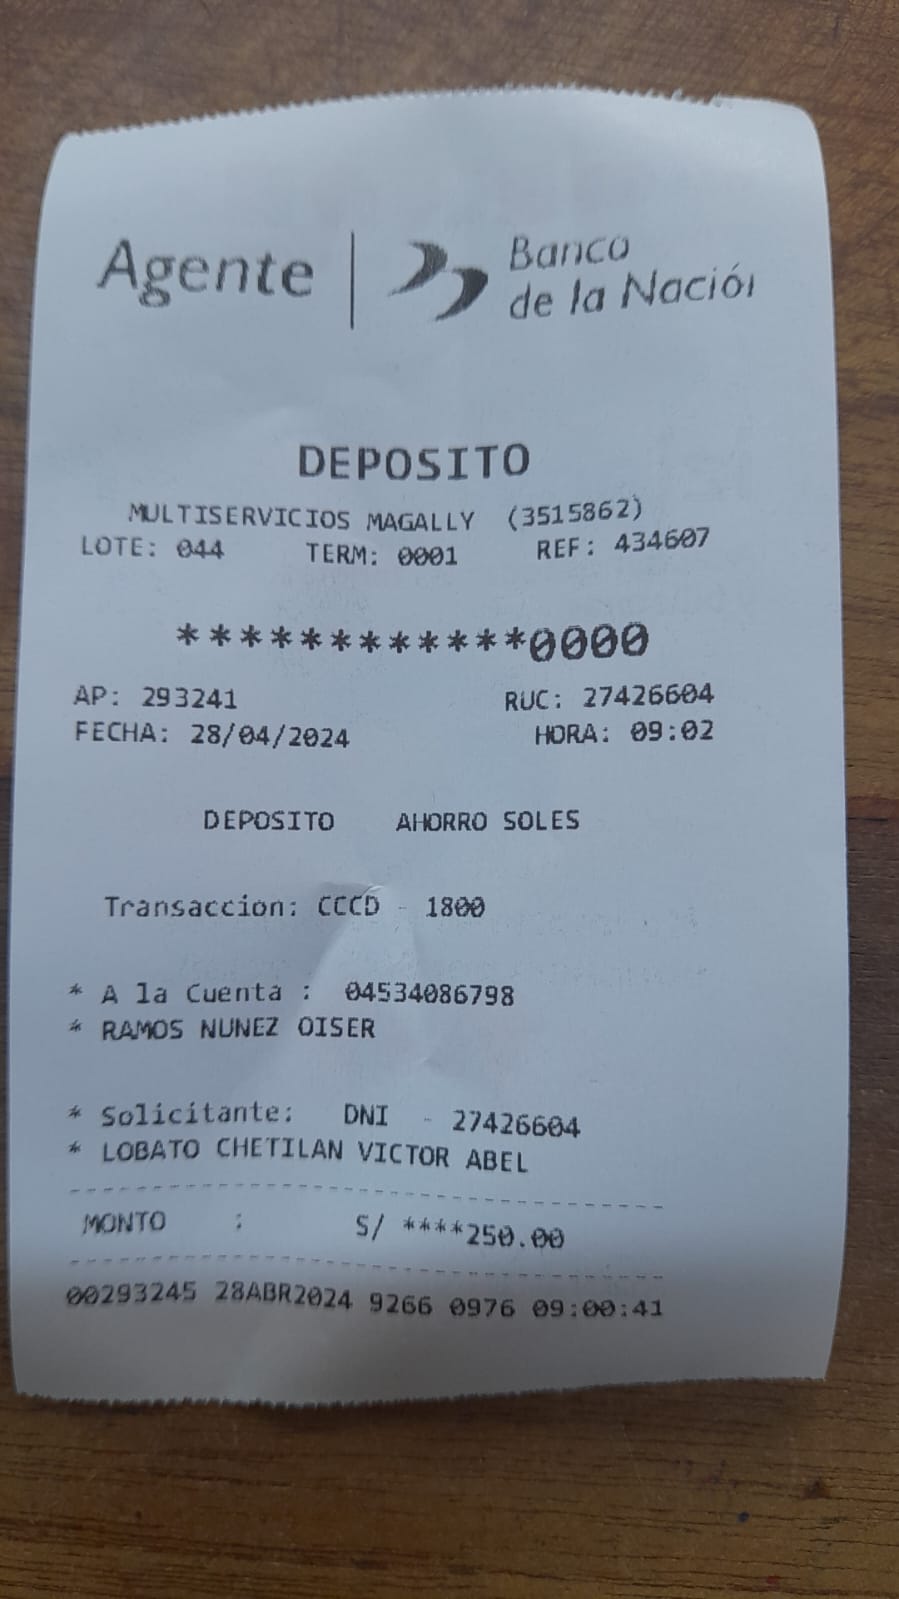 Agente | Banco
de la Nación
DEPOSITO
MULTISERVICIOS MAGALLY (3515862)
LOTE: 044 TERM: 0001 REF: 434607
************0000
AP: 293241 RUC: 27426604
FECHA: 28/04/2024 HORA: 09:02
DEPOSITO AHORRO SOLES
Transaccion: CCCD - 1800
* A la Cuenta : 04534086798
* RAMOS NUNEZ OISER
* Solicitante: DNI - 27426604
* LOBATO CHETILAN VICTOR ABEL
MONTO : S/ ****250.00
00293245 28ABR2024 9266 0976 09:00:41